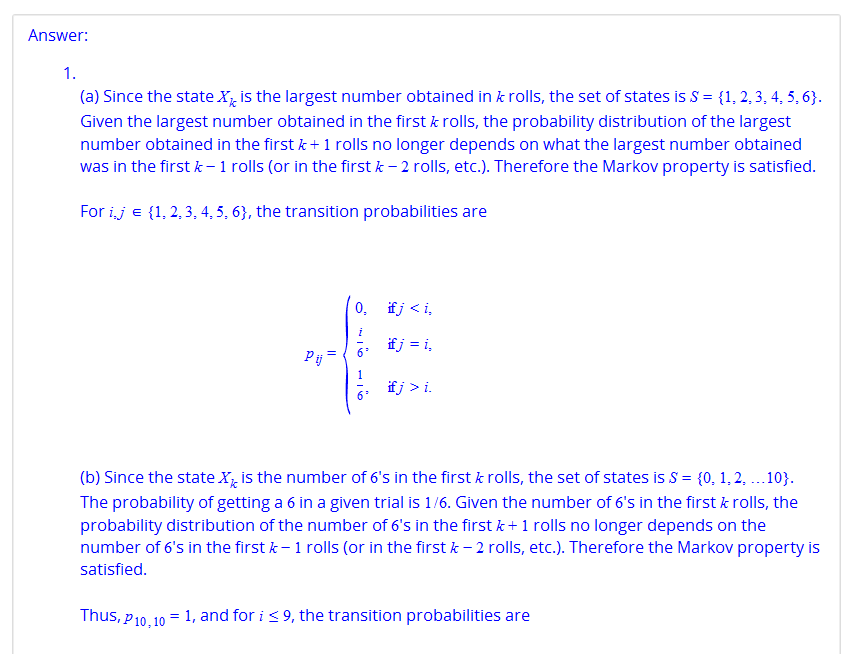 Answer:
1.
(a) Since the state X_k is the largest number obtained in k rolls, the set of states is S = {1, 2, 3, 4, 5, 6}.
Given the largest number obtained in the first k rolls, the probability distribution of the largest
number obtained in the first k + 1 rolls no longer depends on what the largest number obtained
was in the first k − 1 rolls (or in the first k − 2 rolls, etc.). Therefore the Markov property is satisfied.
For i,j ∈ {1, 2, 3, 4, 5, 6}, the transition probabilities are
p_ij = { 0, if j < i,
i/6, if j = i,
1/6, if j > i.
(b) Since the state X_k is the number of 6's in the first k rolls, the set of states is S = {0, 1, 2, …10}.
The probability of getting a 6 in a given trial is 1/6. Given the number of 6's in the first k rolls, the
probability distribution of the number of 6's in the first k + 1 rolls no longer depends on the
number of 6's in the first k − 1 rolls (or in the first k − 2 rolls, etc.). Therefore the Markov property is
satisfied.
Thus, p_10,10 = 1, and for i ≤ 9, the transition probabilities are